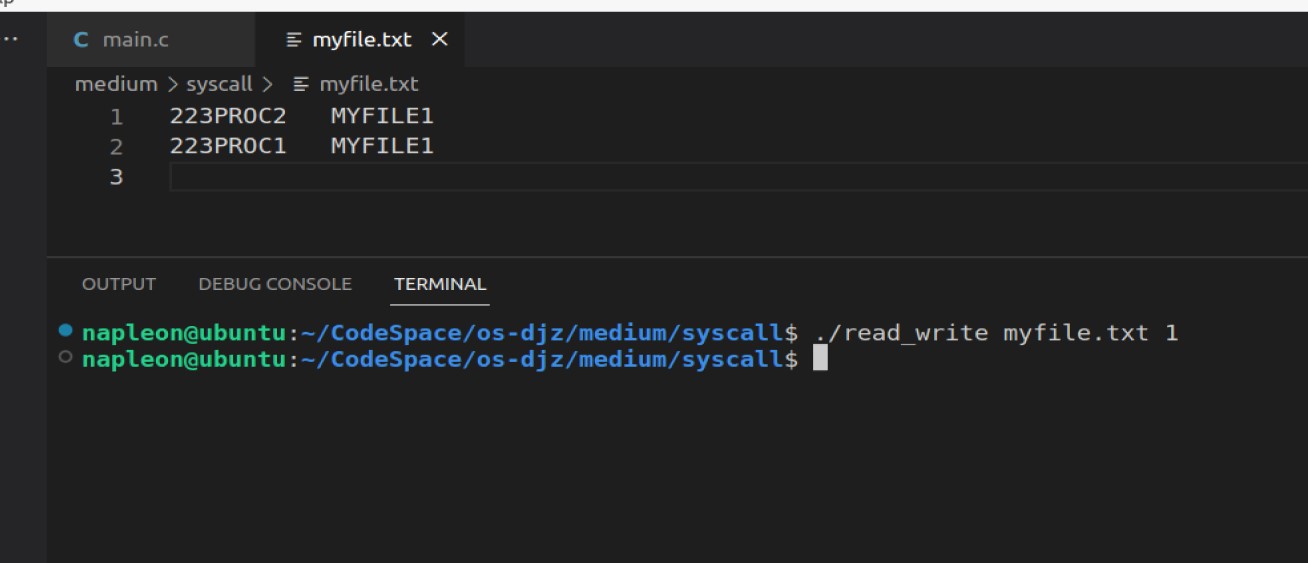 C main.c myfile.txt
medium > syscall > myfile.txt
1 223PROC2 MYFILE1
2 223PROC1 MYFILE1
3
OUTPUT DEBUG CONSOLE TERMINAL
napleon@ubuntu:~/CodeSpace/os-djz/medium/syscall$ ./read_write myfile.txt 1
napleon@ubuntu:~/CodeSpace/os-djz/medium/syscall$